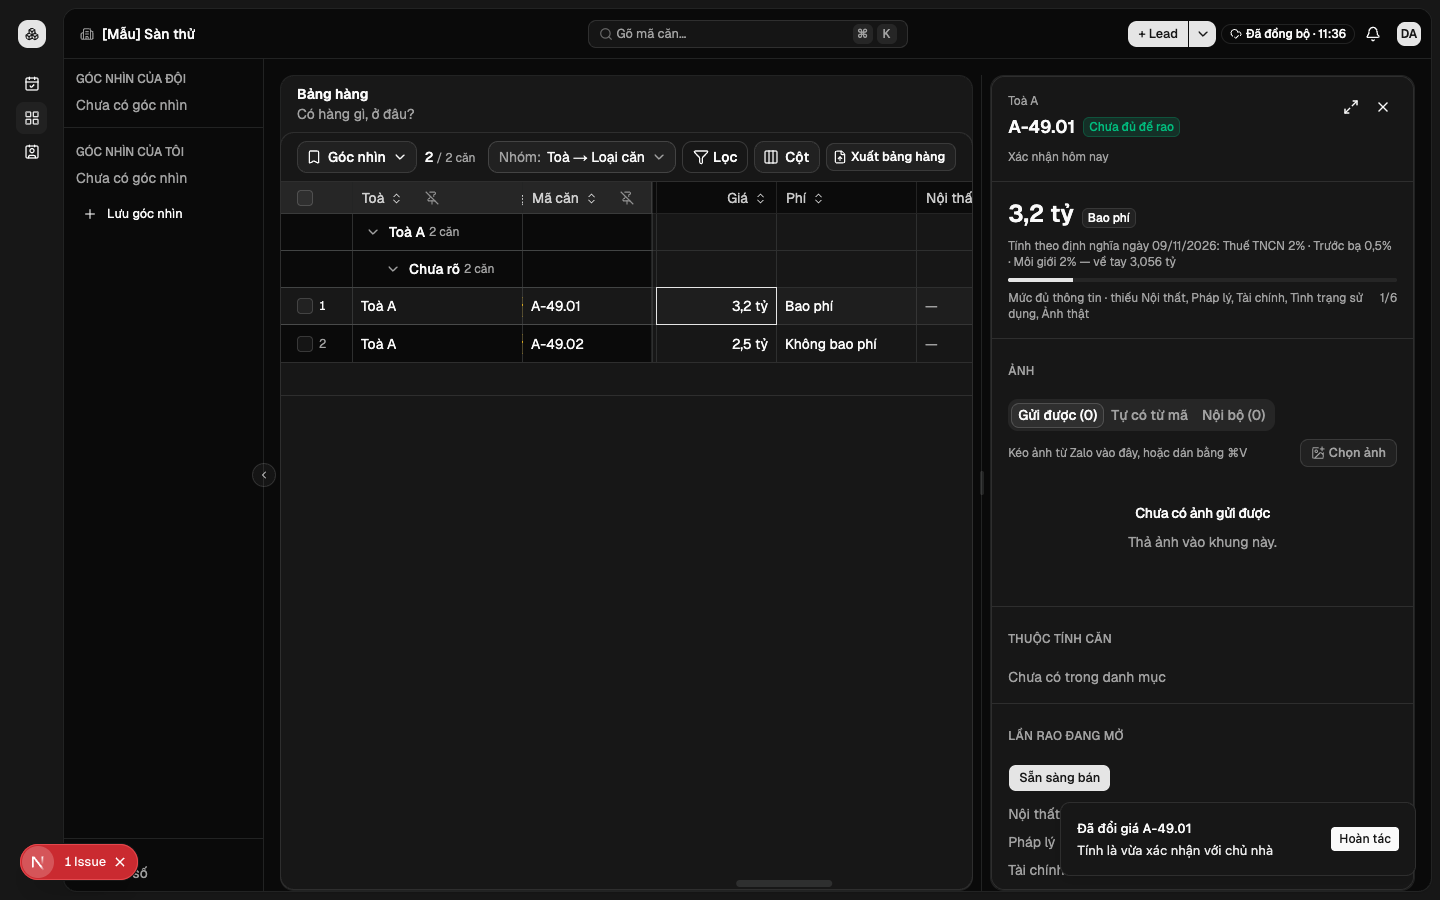 [Mẫu] Sàn thử
Gõ mã căn...
⌘ K
+ Lead
Đã đồng bộ · 11:36
DA
GÓC NHÌN CỦA ĐỘI
Chưa có góc nhìn
GÓC NHÌN CỦA TÔI
Chưa có góc nhìn
+ Lưu góc nhìn
số
N 1 Issue
Bảng hàng
Có hàng gì, ở đâu?
Góc nhìn
2 / 2 căn
Nhóm: Toà → Loại căn
Lọc
Cột
Xuất bảng hàng
Toà Mã căn Giá Phí Nội thấ
Toà A 2 căn
Chưa rõ 2 căn
1 Toà A A-49.01 3,2 tỷ Bao phí —
2 Toà A A-49.02 2,5 tỷ Không bao phí —
Toà A
A-49.01 Chưa đủ để rao
Xác nhận hôm nay
3,2 tỷ Bao phí
Tính theo định nghĩa ngày 09/11/2026: Thuế TNCN 2% · Trước bạ 0,5%
· Môi giới 2% — về tay 3,056 tỷ
Mức đủ thông tin · thiếu Nội thất, Pháp lý, Tài chính, Tình trạng sử 1/6
dụng, Ảnh thật
ẢNH
Gửi được (0) Tự có từ mã Nội bộ (0)
Kéo ảnh từ Zalo vào đây, hoặc dán bằng ⌘V
Chọn ảnh
Chưa có ảnh gửi được
Thả ảnh vào khung này.
THUỘC TÍNH CĂN
Chưa có trong danh mục
LẦN RAO ĐANG MỞ
Sẵn sàng bán
Nội thất
Pháp lý
Tài chính
Đã đổi giá A-49.01
Tính là vừa xác nhận với chủ nhà
Hoàn tác